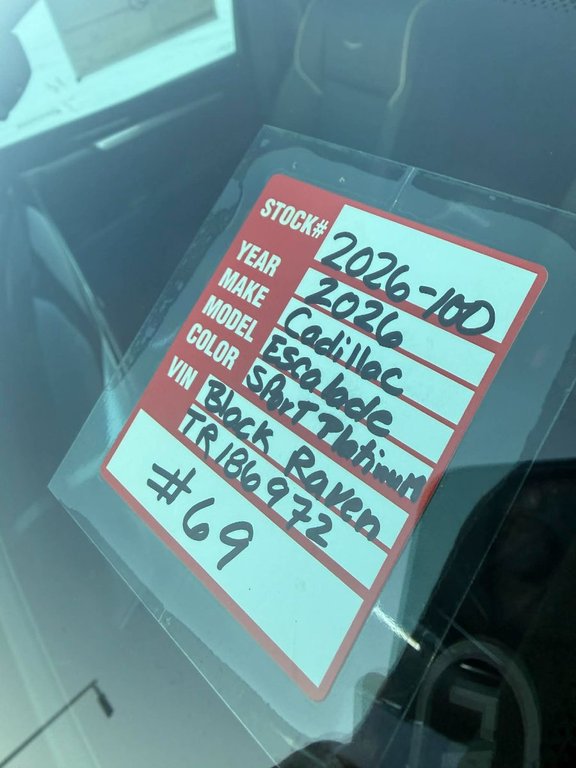 STOCK# 2026-100
YEAR 2026
MAKE Cadillac
MODEL Escalade
Sport Platinum
COLOR Black Raven
VIN TR186972
#69